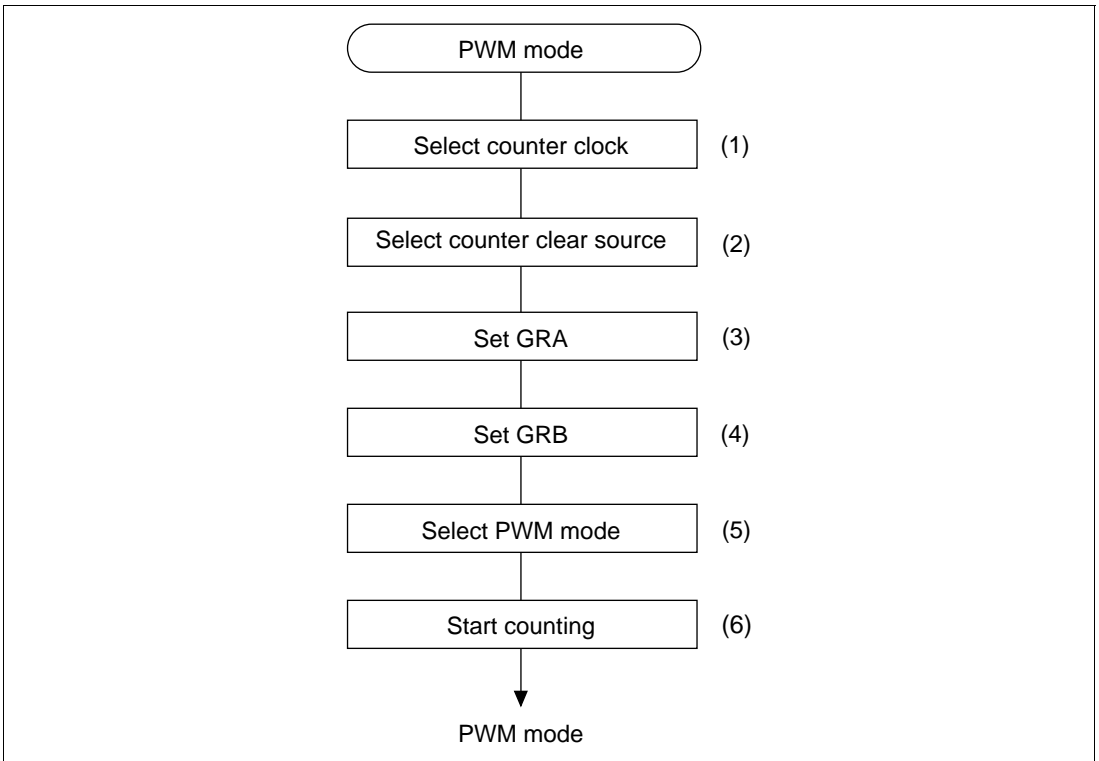 PWM mode
Select counter clock (1)
Select counter clear source (2)
Set GRA (3)
Set GRB (4)
Select PWM mode (5)
Start counting (6)
PWM mode